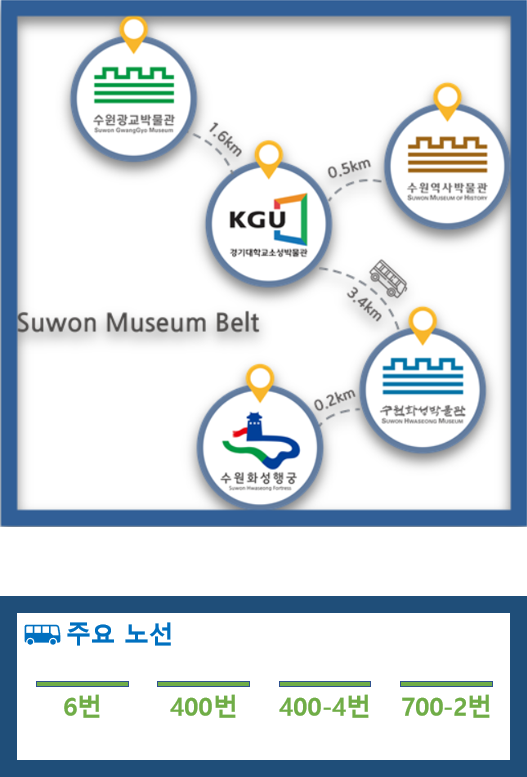 수원광교박물관
Suwon GwangGyo Museum
1.6km
0.5km
수원역사박물관
SUWON MUSEUM OF HISTORY
KGU
경기대학교소성박물관
3.4km
Suwon Museum Belt
0.2km
수원화성박물관
SUWON HWASEONG MUSEUM
수원화성행궁
Suwon Hwaseong Fortress
주요 노선
6번 400번 400-4번 700-2번